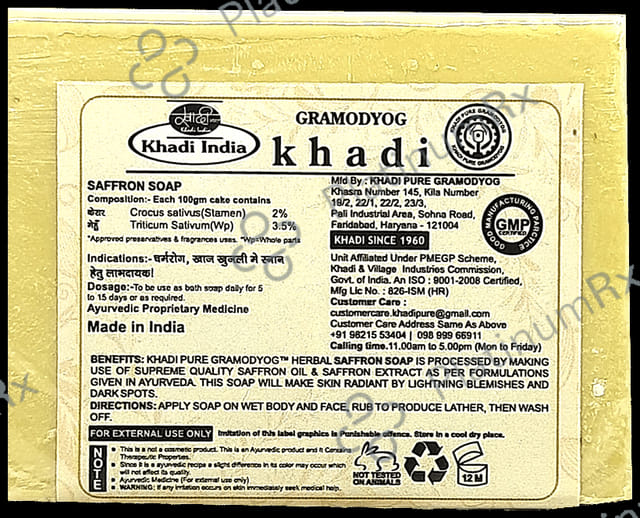 Khadi India
Khadi India
GRAMODYOG
khadi
KHADI PURE GRAMODYOG
KHADI PURE GRAMODYOG
SAFFRON SOAP
Composition:- Each 100gm cake contains
केसर Crocus sativus(Stamen) 2%
गेहूँ Triticum Sativum(Wp) 3.5%
*Approved preservatives & fragrances uses. *Wp=Whole parts
Indications:- चर्मरोग, खाज खुजली मे स्नान
हेतु लाभदायक।
Dosage:-To be use as bath soap daily for 5
to 15 days or as required.
Ayurvedic Proprietary Medicine
Made in India
Mfd By : KHADI PURE GRAMODYOG
Khasra Number 145, Kila Number
18/2, 22/1, 22/2, 23/3,
Pali Industrial Area, Sohna Road,
Faridabad, Haryana - 121004
KHADI SINCE 1960
GOOD MANUFACTURING PARCTICE
GMP
CERTIFIED
Unit Affiliated Under PMEGP Scheme,
Khadi & Village Industries Commission,
Govt. of India. An ISO : 9001-2008 Certified,
Mfg Lic No. : 826-ISM (HR)
Customer Care :
customercare.khadipure@gmail.com
Customer Care Address Same As Above
+91 98215 53404 | 098 999 66911
Calling time.11.00am to 5.00pm (Mon to Friday)
BENEFITS: KHADI PURE GRAMODYOG™ HERBAL SAFFRON SOAP IS PROCESSED BY MAKING
USE OF SUPREME QUALITY SAFFRON OIL & SAFFRON EXTRACT AS PER FORMULATIONS
GIVEN IN AYURVEDA. THIS SOAP WILL MAKE SKIN RADIANT BY LIGHTNING BLEMISHES AND
DARK SPOTS.
DIRECTIONS: APPLY SOAP ON WET BODY AND FACE, RUB TO PRODUCE LATHER, THEN WASH
OFF.
FOR EXTERNAL USE ONLY Imitation of this label graphics is Punishable offence. Store in a cool dry place.
NOTE
• This is a not a cosmetic product. This is an Ayurvedic product and it Contains
Therapeutic Properties.
• Since it is a ayurvedic recipe a slight difference in its color may occur which
will not affect its quality.
• Ayurvedic Medicine (For external use only)
• WARNING: If any irritation occurs on skin immediately seek medical help.
NOT TESTED
ON ANIMALS
12 M
PlatinumRx